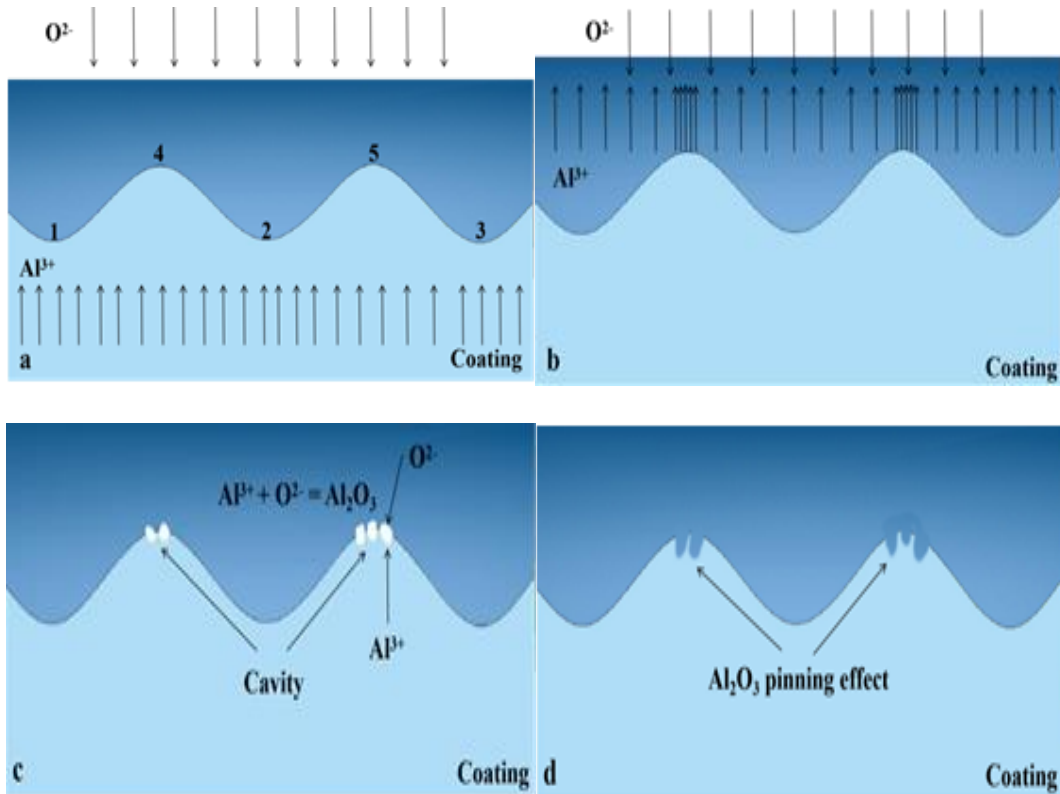 O²⁻
4
5
1
2
3
Al³⁺
a
Coating
O²⁻
Al³⁺
b
Coating
O²⁻
Al³⁺ + O²⁻ = Al₂O₃
Al³⁺
Cavity
c
Coating
Al₂O₃ pinning effect
d
Coating